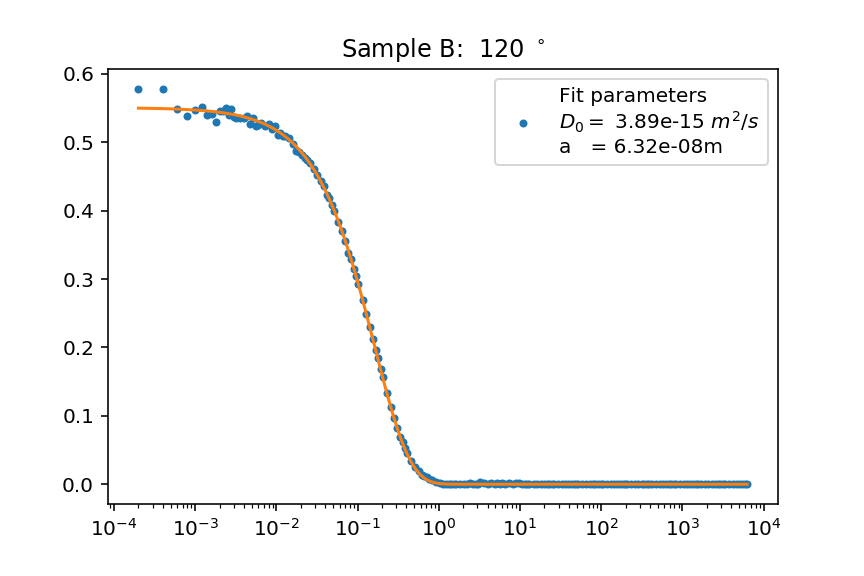 Sample B:  120 °
Fit parameters
D₀ = 3.89e-15 m²/s
a   = 6.32e-08m
0.6
0.5
0.4
0.3
0.2
0.1
0.0
10⁻⁴ 10⁻³ 10⁻² 10⁻¹ 10⁰ 10¹ 10² 10³ 10⁴